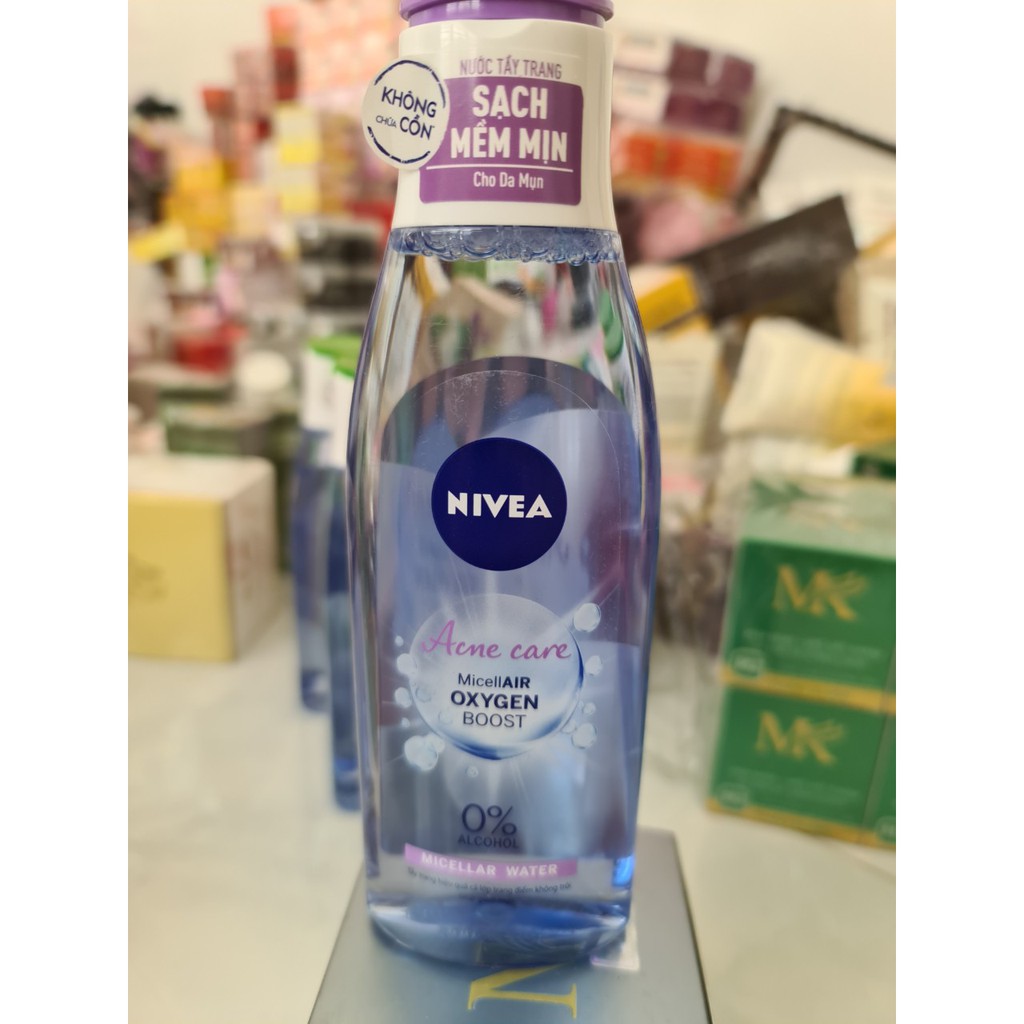 NƯỚC TẨY TRANG
KHÔNG
CHỨA CỒN
SẠCH
MỀM MỊN
Cho Da Mụn
NIVEA
Acne care
MicellAIR
OXYGEN
BOOST
0%
ALCOHOL
MICELLAR WATER
MK
MK